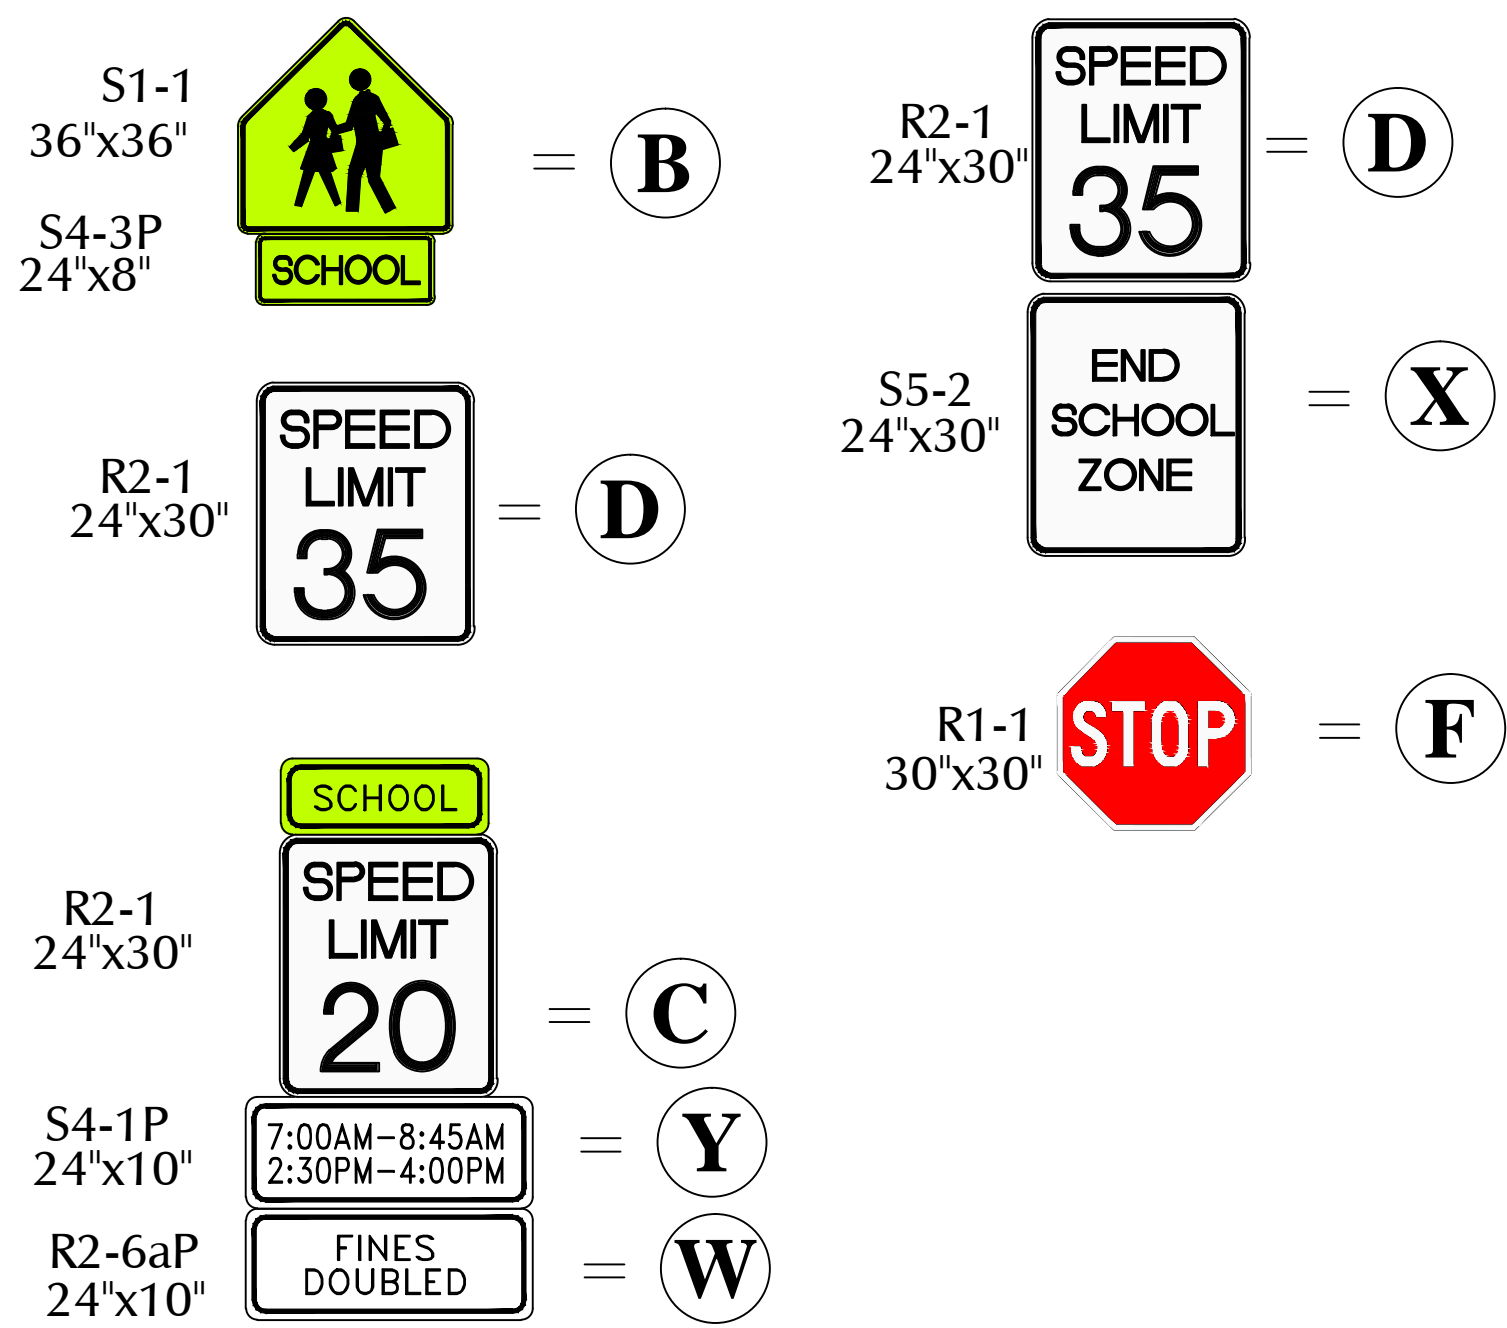 S1-1
36"x36"
= B
S4-3P
24"x8"
SCHOOL
R2-1
24"x30"
SPEED
LIMIT
35
= D
SCHOOL
R2-1
24"x30"
SPEED
LIMIT
20
= C
S4-1P
24"x10"
7:00AM-8:45AM
2:30PM-4:00PM
= Y
R2-6aP
24"x10"
FINES
DOUBLED
= W
R2-1
24"x30"
SPEED
LIMIT
35
= D
S5-2
24"x30"
END
SCHOOL
ZONE
= X
R1-1
30"x30"
STOP
= F